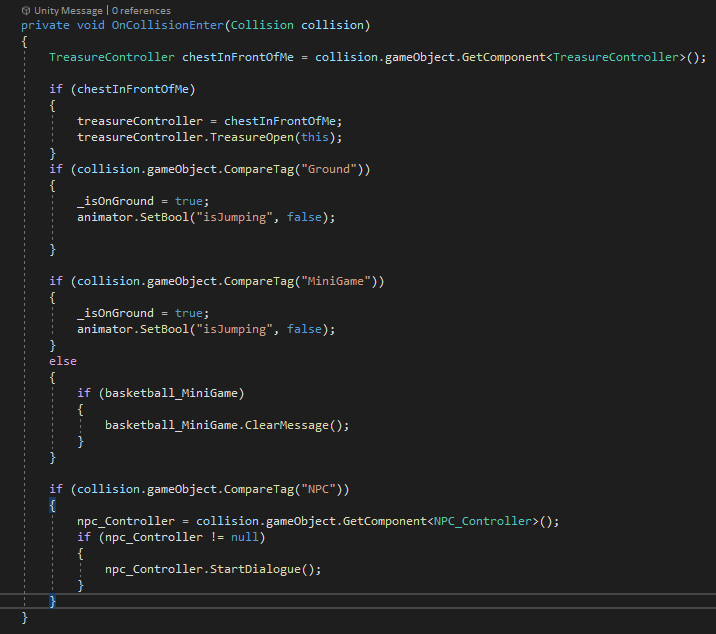 Unity Message | 0 references
private void OnCollisionEnter(Collision collision)
{
TreasureController chestInFrontOfMe = collision.gameObject.GetComponent<TreasureController>();
if (chestInFrontOfMe)
{
treasureController = chestInFrontOfMe;
treasureController.TreasureOpen(this);
}
if (collision.gameObject.CompareTag("Ground"))
{
_isOnGround = true;
animator.SetBool("isJumping", false);
}
if (collision.gameObject.CompareTag("MiniGame"))
{
_isOnGround = true;
animator.SetBool("isJumping", false);
}
else
{
if (basketball_MiniGame)
{
basketball_MiniGame.ClearMessage();
}
}
if (collision.gameObject.CompareTag("NPC"))
{
npc_Controller = collision.gameObject.GetComponent<NPC_Controller>();
if (npc_Controller != null)
{
npc_Controller.StartDialogue();
}
}
}